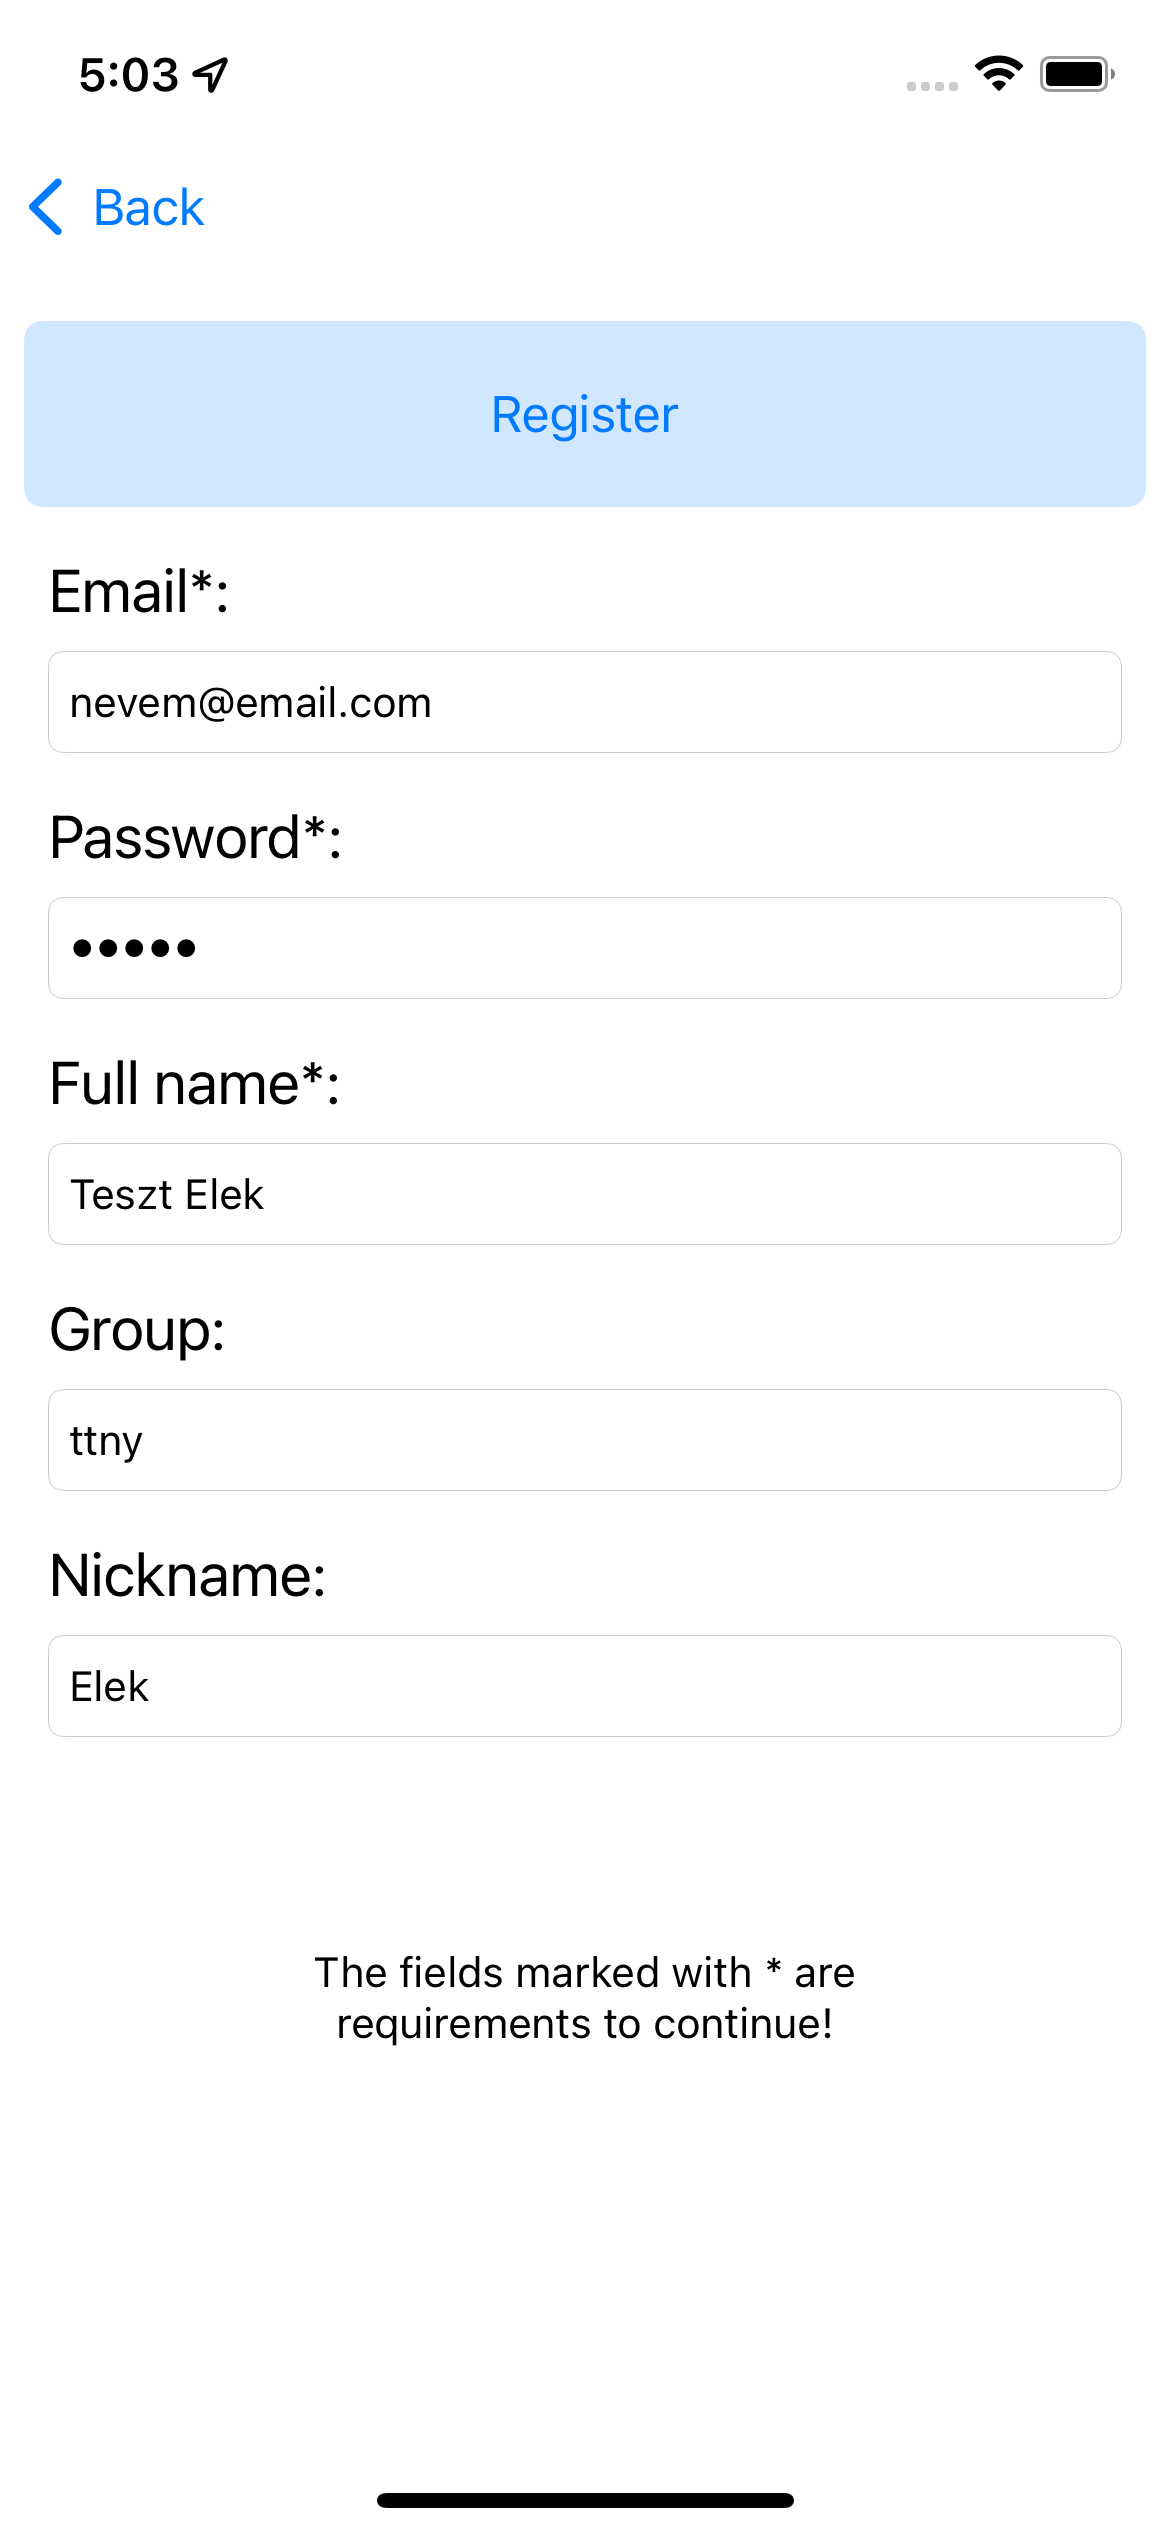 5:03
Back
Register
Email*:
nevem@email.com
Password*:
•••••
Full name*:
Teszt Elek
Group:
ttny
Nickname:
Elek
The fields marked with * are
requirements to continue!